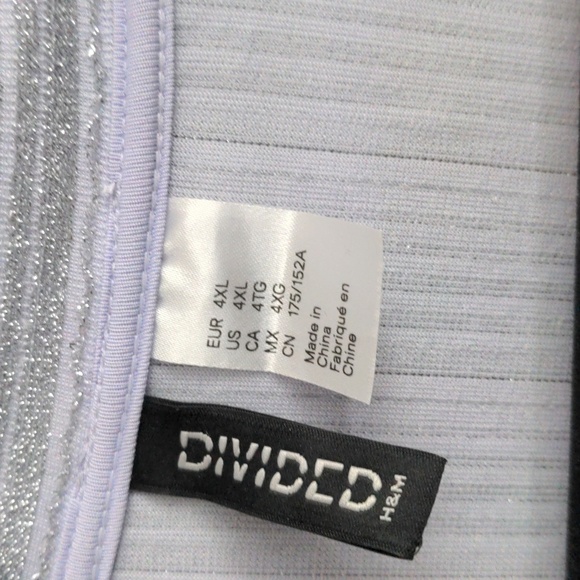 EUR 4XL
US 4XL
CA 4TG
MX 4XG
CN 175/152A
Made in
China
Fabriqué en
Chine
DIVIDED
H&M